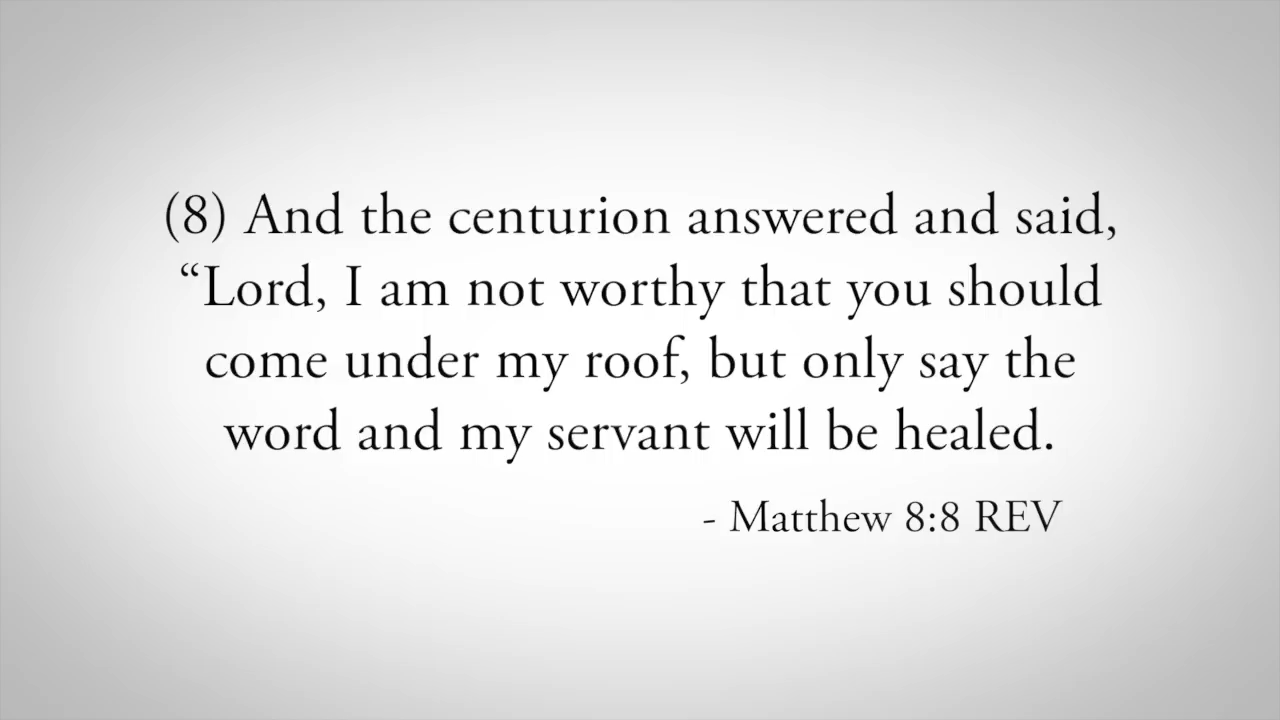 (8) And the centurion answered and said,
“Lord, I am not worthy that you should
come under my roof, but only say the
word and my servant will be healed.
- Matthew 8:8 REV